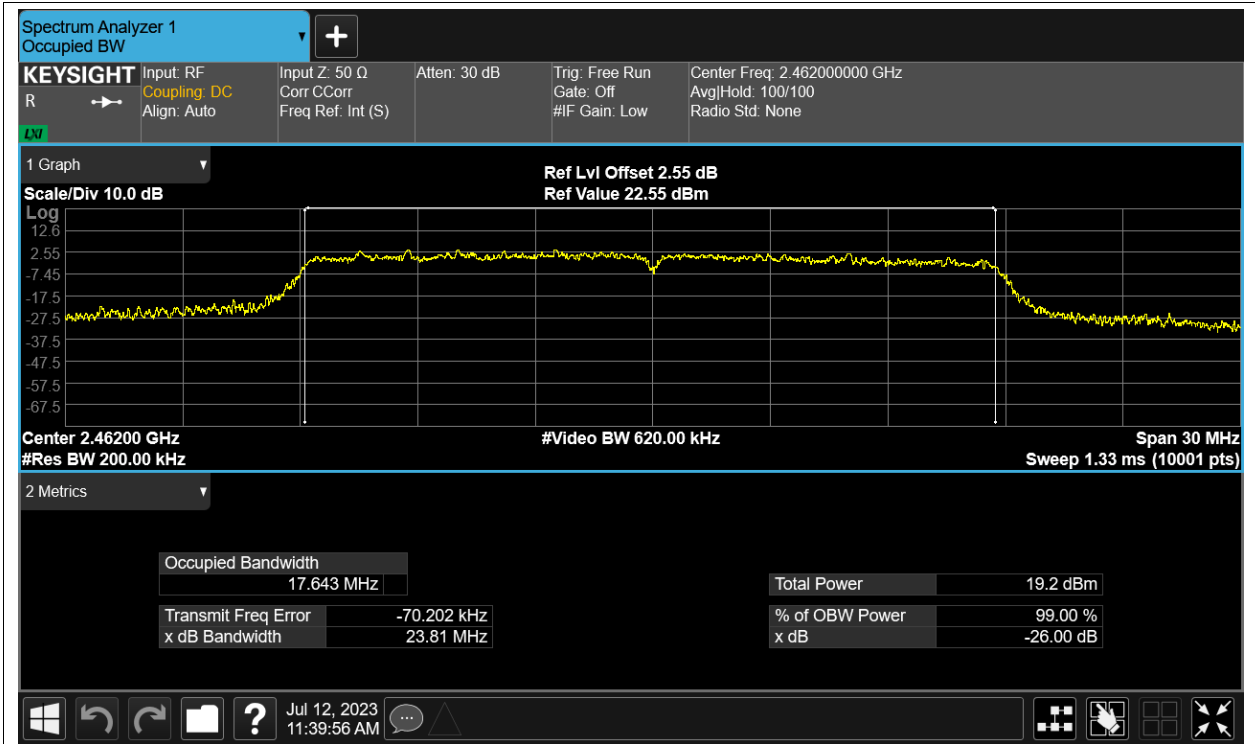 Spectrum Analyzer 1
Occupied BW
KEYSIGHT
R
LXI
Input: RF
Coupling: DC
Align: Auto
Input Z: 50 Ω
Corr CCorr
Freq Ref: Int (S)
Atten: 30 dB
Trig: Free Run
Gate: Off
#IF Gain: Low
Center Freq: 2.462000000 GHz
Avg|Hold: 100/100
Radio Std: None
1 Graph
Scale/Div 10.0 dB
Ref Lvl Offset 2.55 dB
Ref Value 22.55 dBm
Log
12.6
2.55
-7.45
-17.5
-27.5
-37.5
-47.5
-57.5
-67.5
Center 2.46200 GHz
#Res BW 200.00 kHz
#Video BW 620.00 kHz
Span 30 MHz
Sweep 1.33 ms (10001 pts)
2 Metrics
Occupied Bandwidth
17.643 MHz
Transmit Freq Error -70.202 kHz
x dB Bandwidth 23.81 MHz
Total Power 19.2 dBm
% of OBW Power 99.00 %
x dB -26.00 dB
Jul 12, 2023
11:39:56 AM